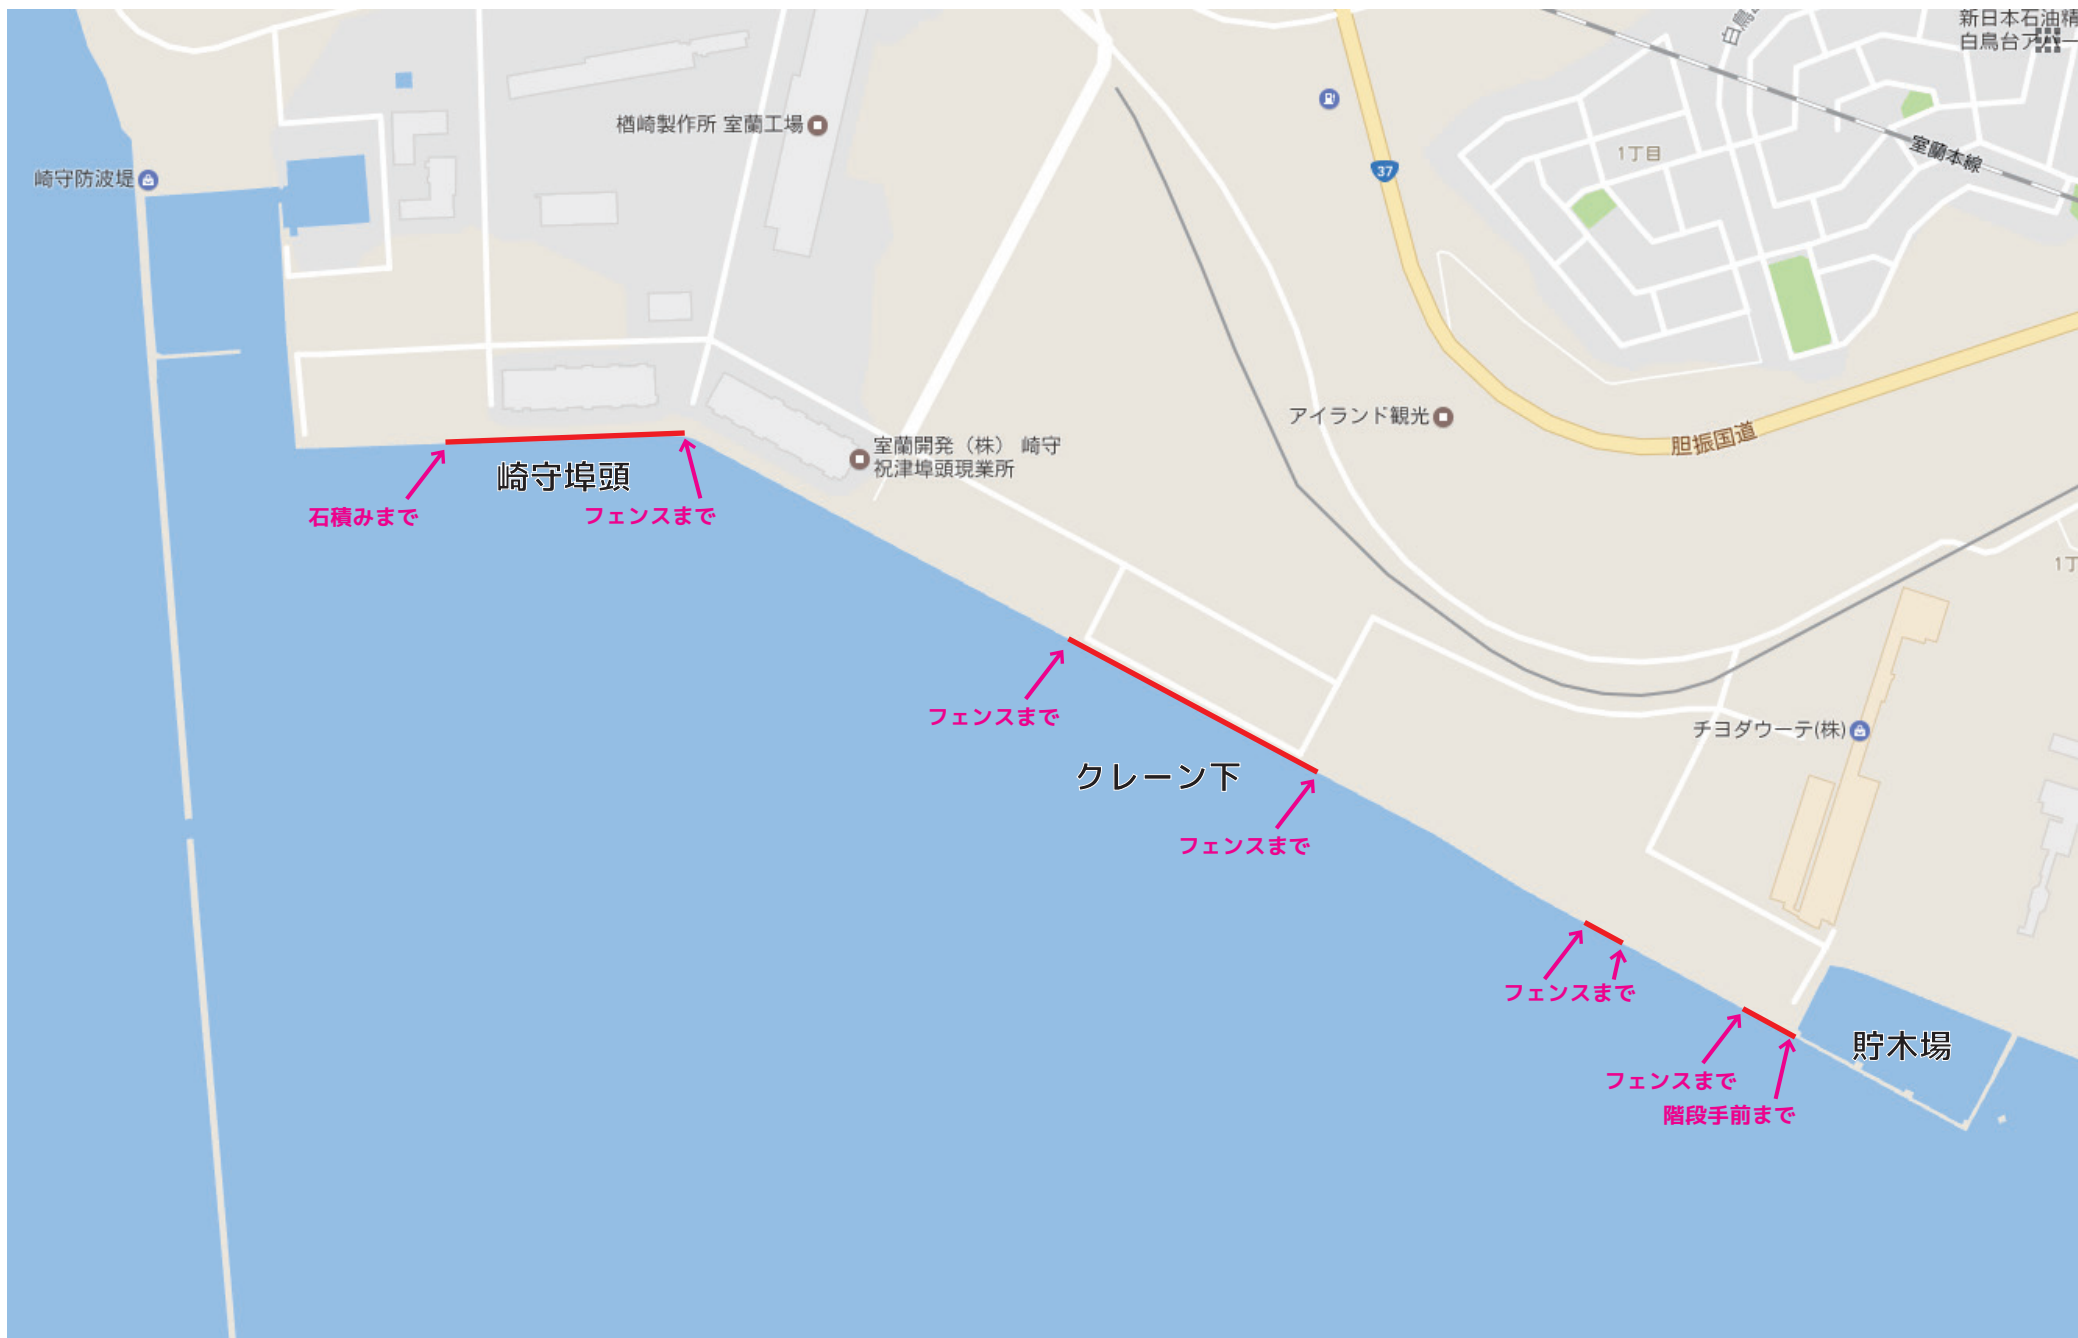 新日本石油精
白鳥台アパー
白鳥
楢崎製作所 室蘭工場
37
1丁目
室蘭本線
崎守防波堤
アイランド観光
胆振国道
室蘭開発（株） 崎守
祝津埠頭現業所
崎守埠頭
石積みまで
フェンスまで
1丁
フェンスまで
チヨダウーテ(株)
クレーン下
フェンスまで
フェンスまで
貯木場
フェンスまで
階段手前まで